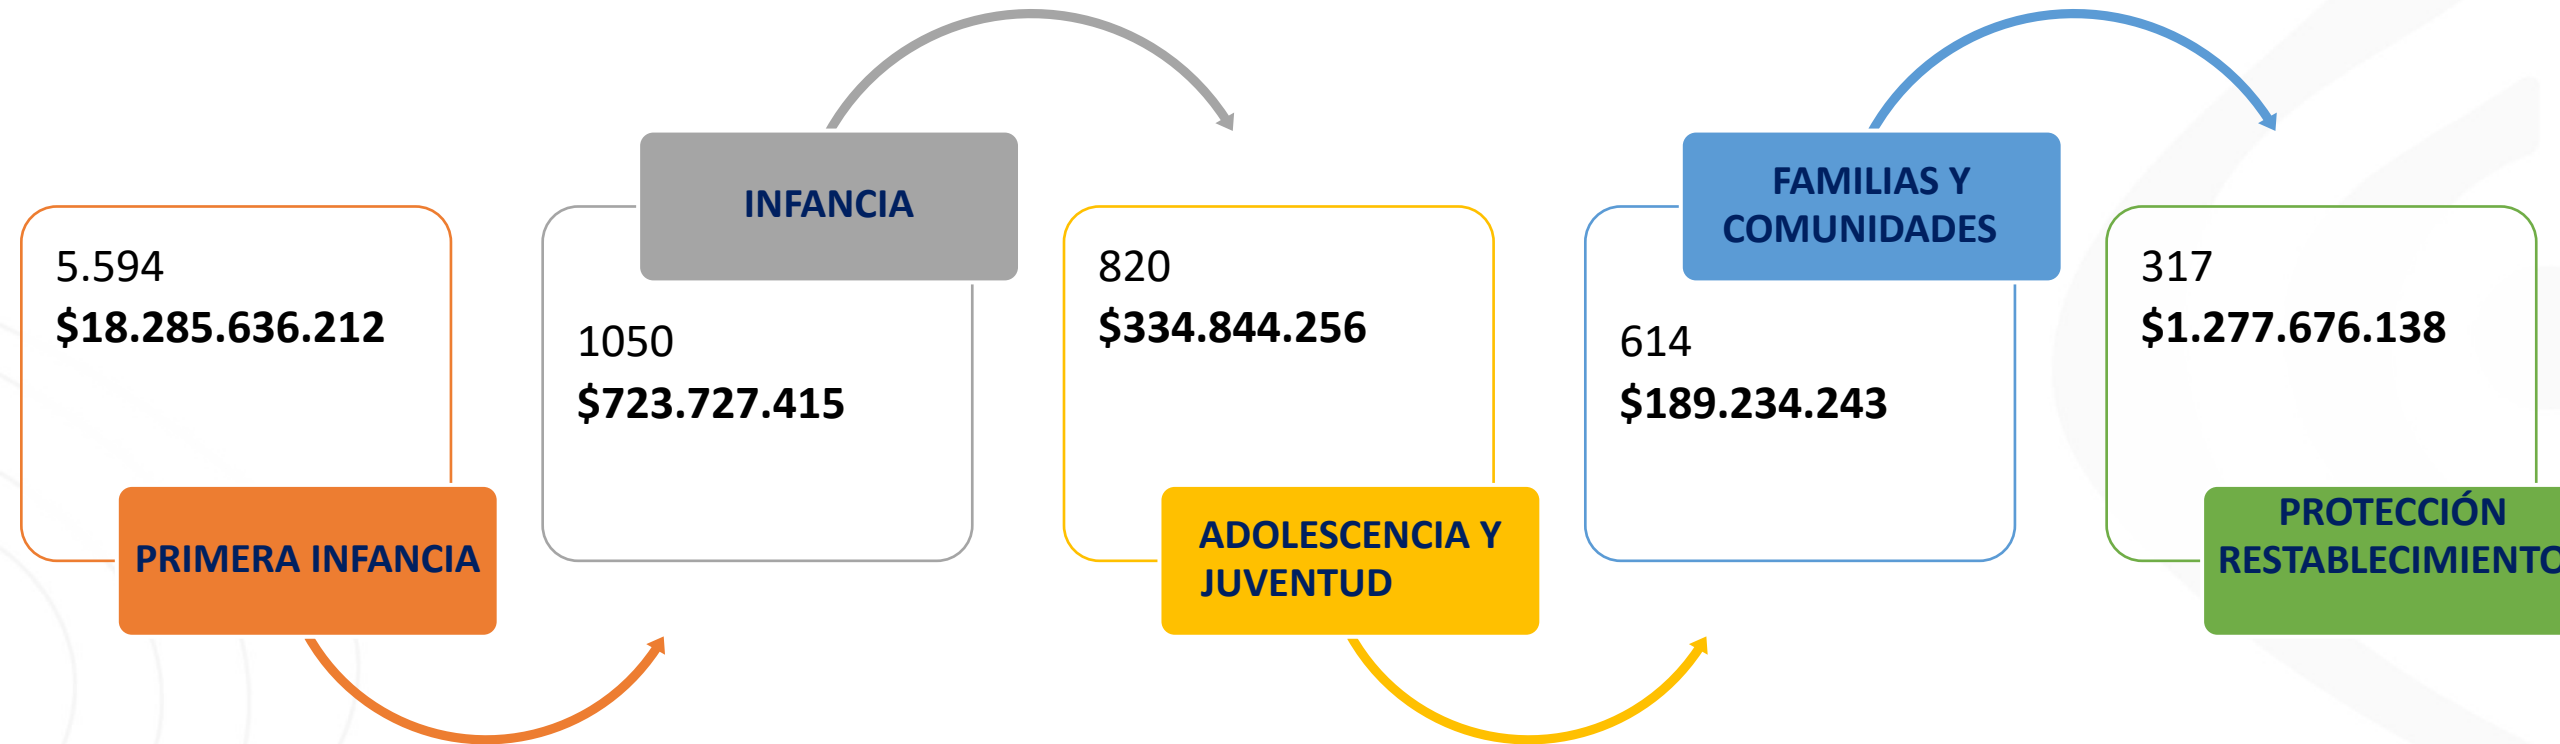 5.594
$18.285.636.212
PRIMERA INFANCIA
INFANCIA
1050
$723.727.415
820
$334.844.256
ADOLESCENCIA Y
JUVENTUD
FAMILIAS Y
COMUNIDADES
614
$189.234.243
317
$1.277.676.138
PROTECCIÓN
RESTABLECIMIENTO